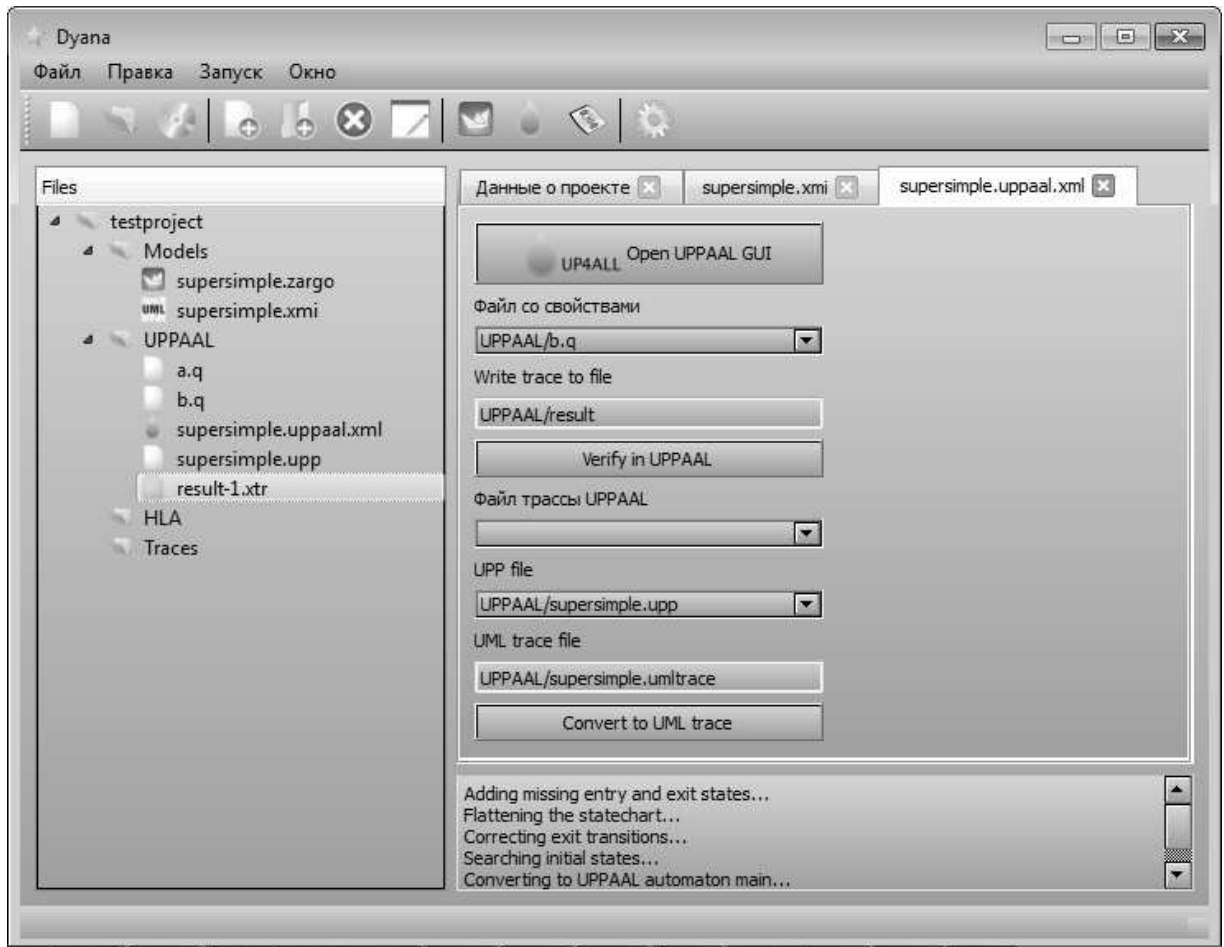 Dyana
Файл Правка Запуск Окно
Files
testproject
Models
supersimple.zargo
UML supersimple.xmi
UPPAAL
a.q
b.q
supersimple.uppaal.xml
supersimple.upp
result-1.xtr
HLA
Traces
Данные о проекте supersimple.xmi supersimple.uppaal.xml
UP4ALL Open UPPAAL GUI
Файл со свойствами
UPPAAL/b.q
Write trace to file
UPPAAL/result
Verify in UPPAAL
Файл трассы UPPAAL
UPP file
UPPAAL/supersimple.upp
UML trace file
UPPAAL/supersimple.umltrace
Convert to UML trace
Adding missing entry and exit states...
Flattening the statechart...
Correcting exit transitions...
Searching initial states...
Converting to UPPAAL automaton main...